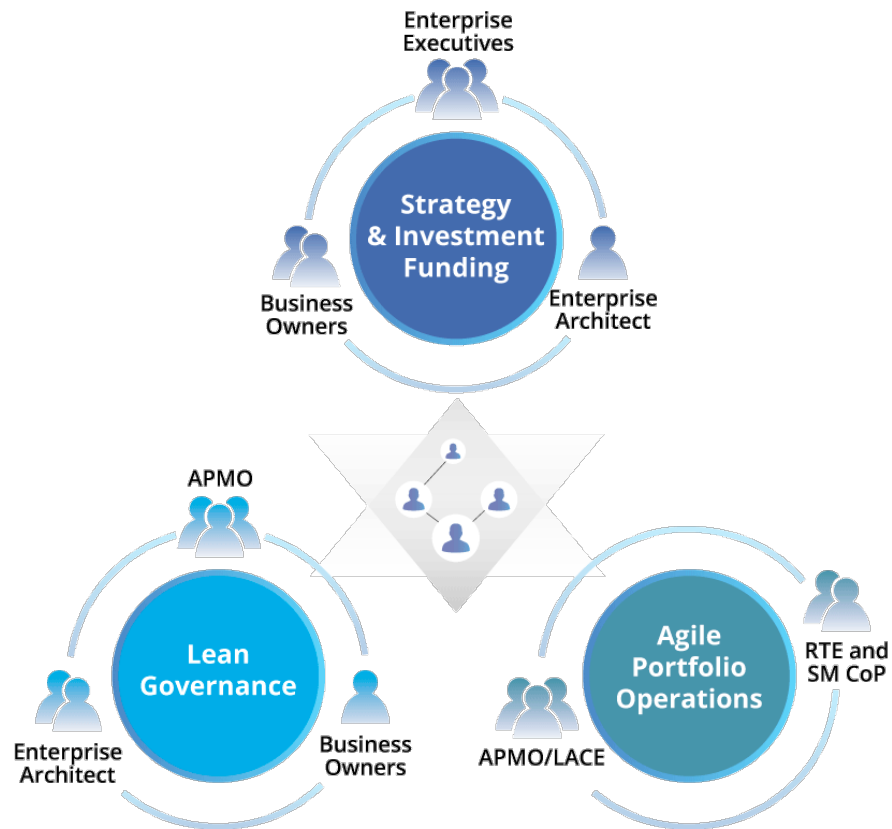 Enterprise
Executives
Strategy
& Investment
Funding
Business
Owners
Enterprise
Architect
APMO
Lean
Governance
Enterprise
Architect
Business
Owners
Agile
Portfolio
Operations
RTE and
SM CoP
APMO/LACE